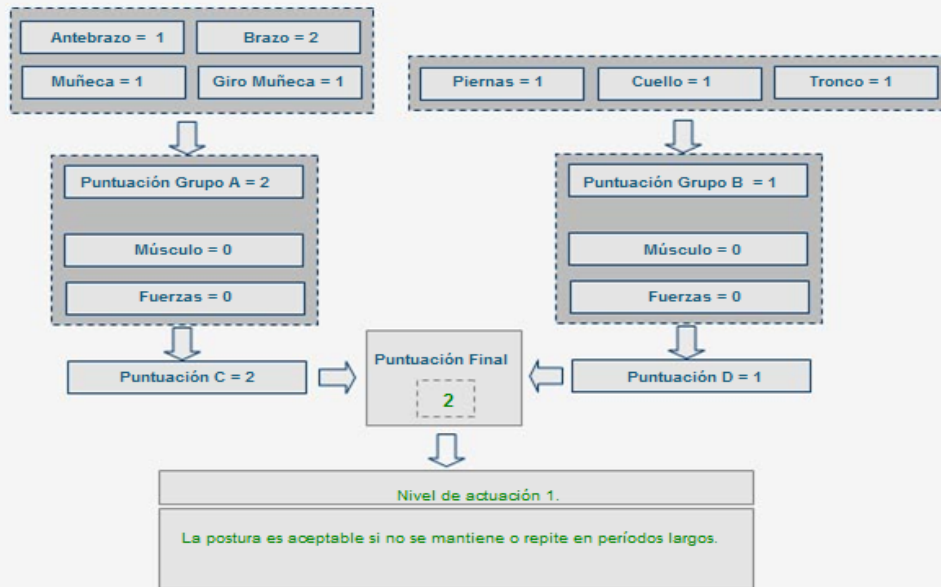 Antebrazo = 1
Brazo = 2
Muñeca = 1
Giro Muñeca = 1
Piernas = 1
Cuello = 1
Tronco = 1
Puntuación Grupo A = 2
Músculo = 0
Fuerzas = 0
Puntuación Grupo B = 1
Músculo = 0
Fuerzas = 0
Puntuación C = 2
Puntuación Final
2
Puntuación D = 1
Nivel de actuación 1.
La postura es aceptable si no se mantiene o repite en períodos largos.